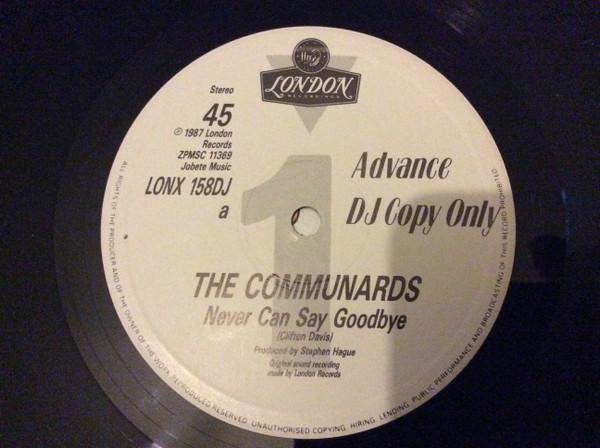 LONDON
RECORDINGS
Stereo
45
℗ 1987 London
Records
ZPMSC 11369
Jobete Music
LONX 158DJ
a
1
Advance
DJ Copy Only
THE COMMUNARDS
Never Can Say Goodbye
(Clifton Davis)
Produced by Stephen Hague
Original sound recording
made by London Records
ALL RIGHTS OF THE PRODUCER AND OF THE OWNER OF THE WORK REPRODUCED RESERVED. UNAUTHORISED COPYING, HIRING, LENDING, PUBLIC PERFORMANCE AND BROADCASTING OF THIS RECORD PROHIBITED